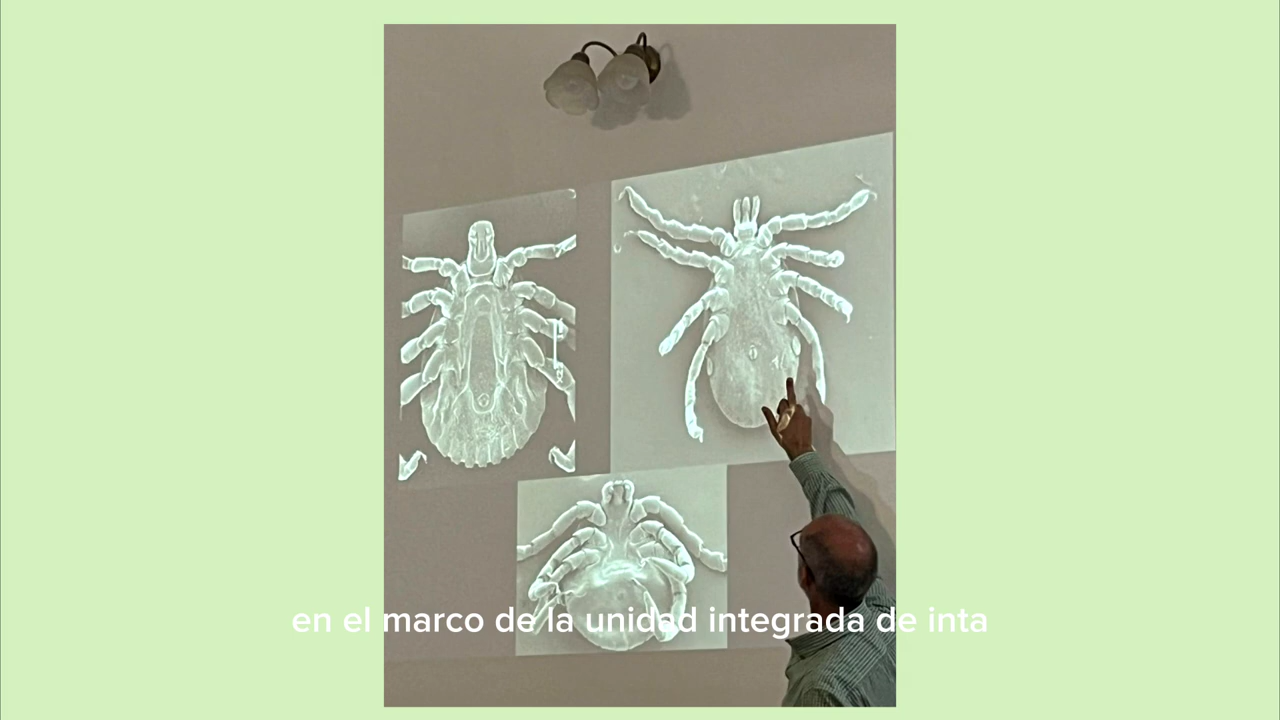 en el marco de la unidad integrada de inta